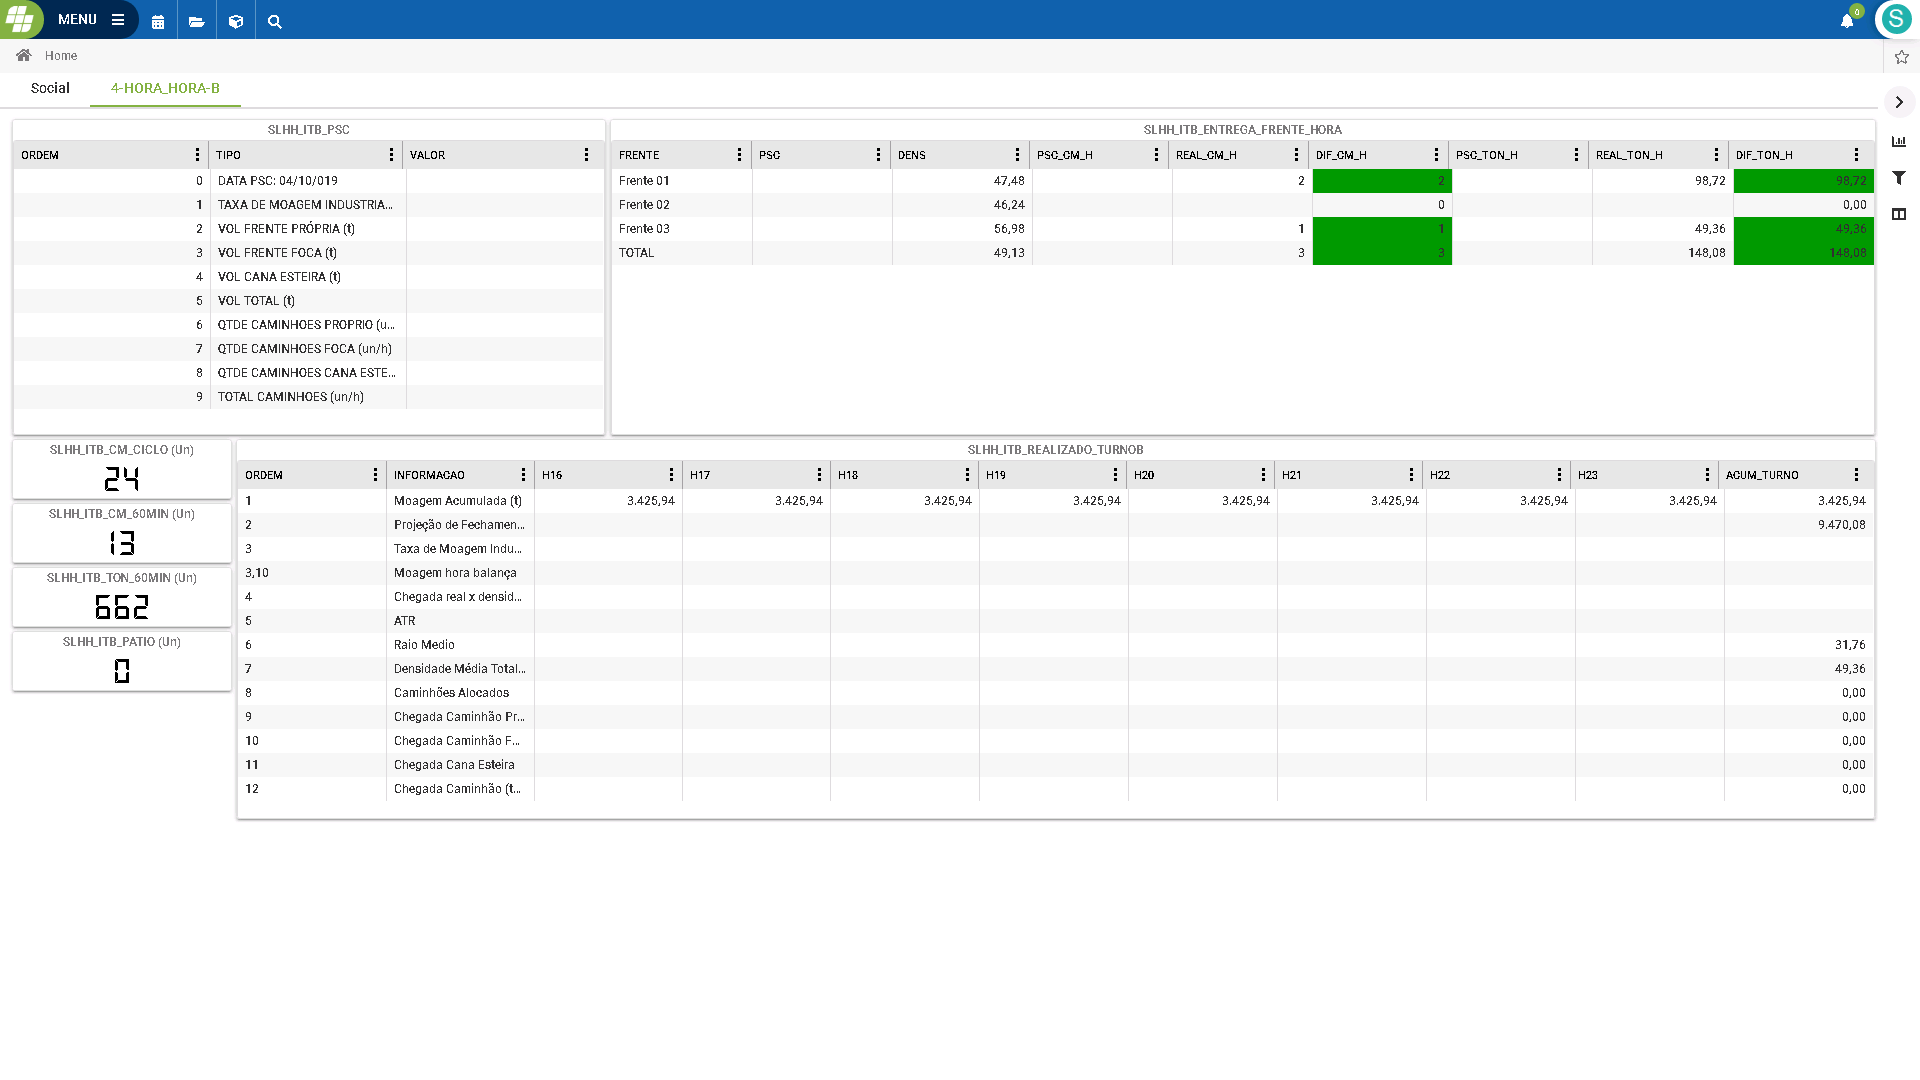 MENU
0
S
Home
Social
4-HORA_HORA-B
SLHH_ITB_PSC
ORDEM TIPO VALOR
0 DATA PSC: 04/10/019
1 TAXA DE MOAGEM INDUSTRIA...
2 VOL FRENTE PRÓPRIA (t)
3 VOL FRENTE FOCA (t)
4 VOL CANA ESTEIRA (t)
5 VOL TOTAL (t)
6 QTDE CAMINHOES PROPRIO (u...
7 QTDE CAMINHOES FOCA (un/h)
8 QTDE CAMINHOES CANA ESTE...
9 TOTAL CAMINHOES (un/h)
SLHH_ITB_ENTREGA_FRENTE_HORA
FRENTE PSC DENS PSC_CM_H REAL_CM_H DIF_CM_H PSC_TON_H REAL_TON_H DIF_TON_H
Frente 01 47,48 2 2 98,72 98,72
Frente 02 46,24 0 0,00
Frente 03 56,98 1 1 49,36 49,36
TOTAL 49,13 3 3 148,08 148,08
SLHH_ITB_CM_CICLO (Un)
24
SLHH_ITB_CM_60MIN (Un)
13
SLHH_ITB_TON_60MIN (Un)
662
SLHH_ITB_PATIO (Un)
0
SLHH_ITB_REALIZADO_TURNOB
ORDEM INFORMACAO H16 H17 H18 H19 H20 H21 H22 H23 ACUM_TURNO
1 Moagem Acumulada (t) 3.425,94 3.425,94 3.425,94 3.425,94 3.425,94 3.425,94 3.425,94 3.425,94 3.425,94
2 Projeção de Fechamen... 9.470,08
3 Taxa de Moagem Indu...
3,10 Moagem hora balança
4 Chegada real x densid...
5 ATR
6 Raio Medio 31,76
7 Densidade Média Total... 49,36
8 Caminhões Alocados 0,00
9 Chegada Caminhão Pr... 0,00
10 Chegada Caminhão F... 0,00
11 Chegada Cana Esteira 0,00
12 Chegada Caminhão (t... 0,00